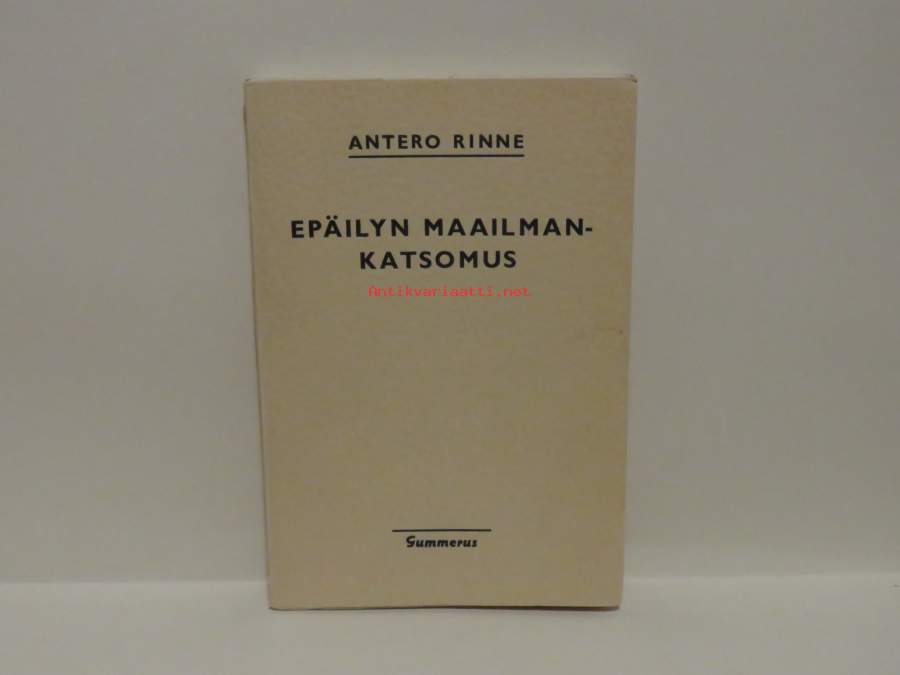 ANTERO RINNE
EPÄILYN MAAILMAN-
KATSOMUS
Antikvariaatti.net
Gummerus